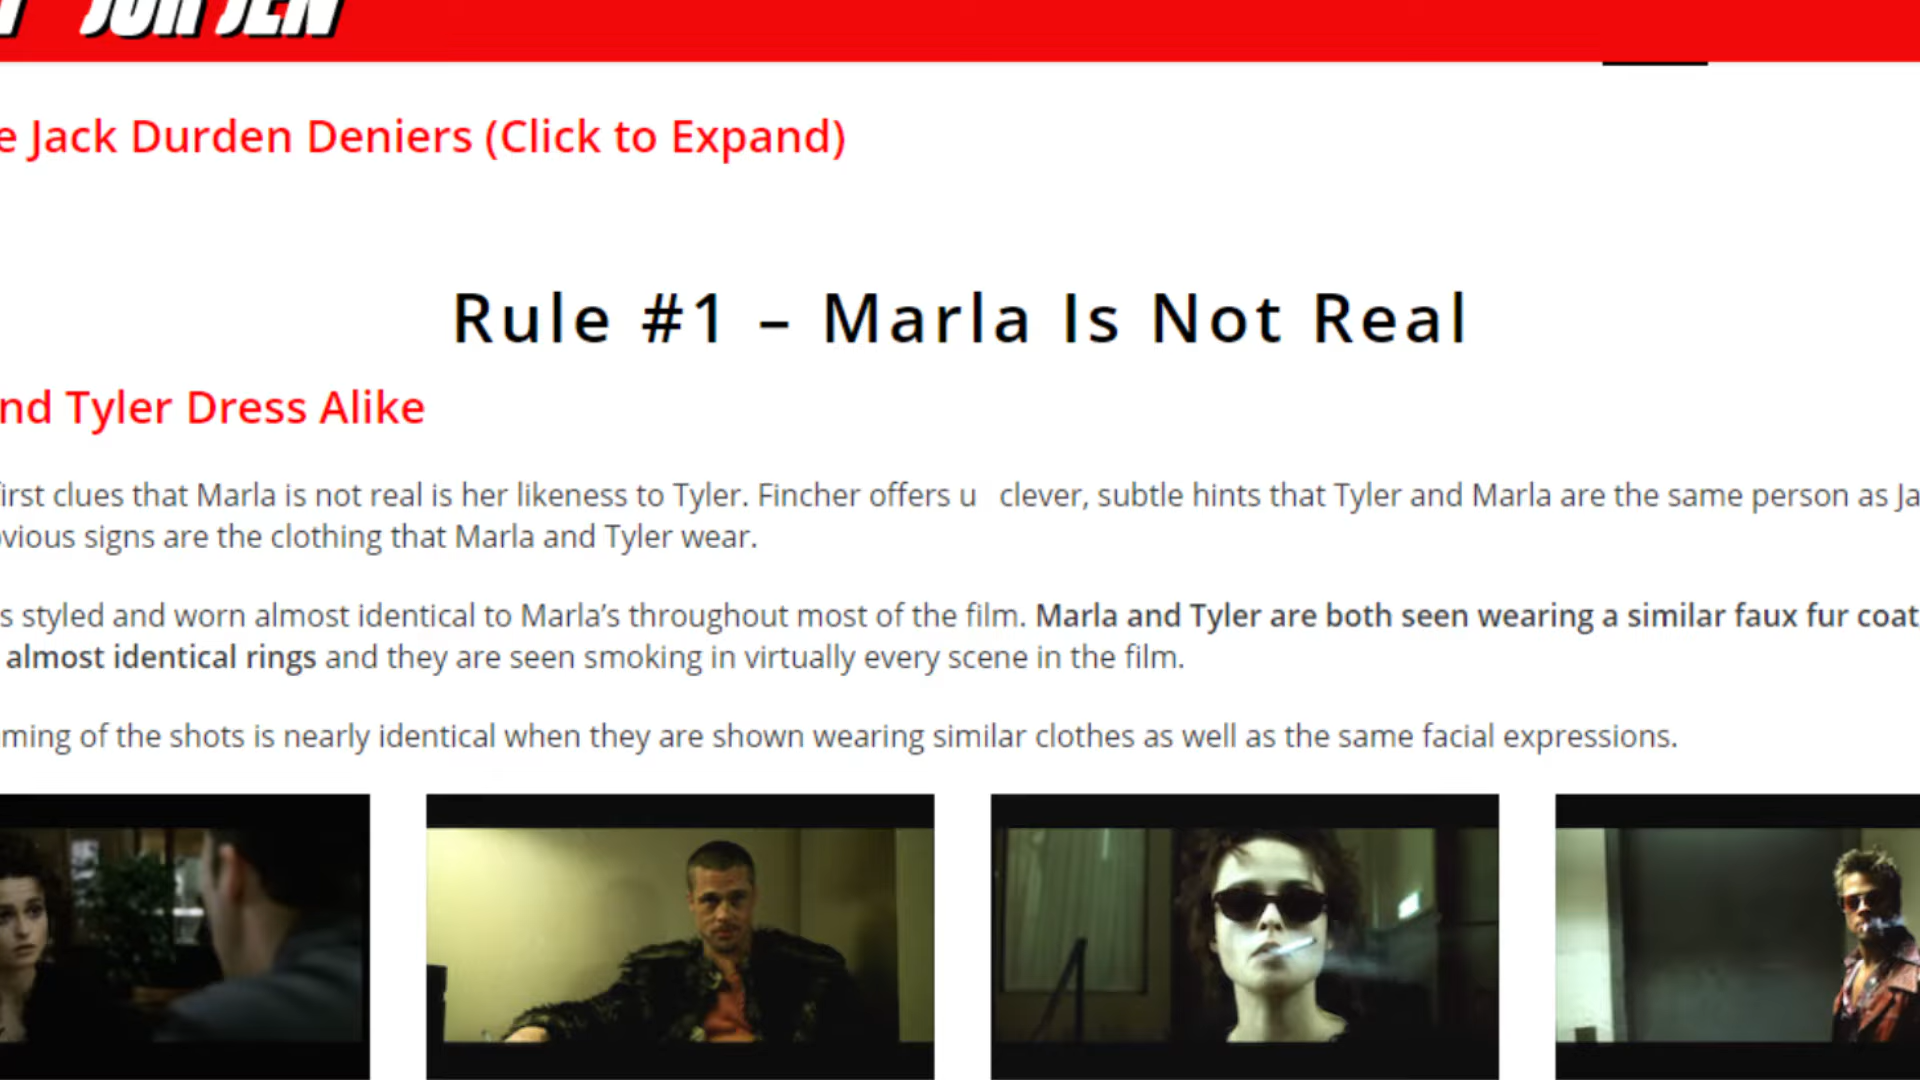 JUR JEN
e Jack Durden Deniers (Click to Expand)
Rule #1 – Marla Is Not Real
nd Tyler Dress Alike
irst clues that Marla is not real is her likeness to Tyler. Fincher offers u clever, subtle hints that Tyler and Marla are the same person as Ja
vious signs are the clothing that Marla and Tyler wear.
s styled and worn almost identical to Marla’s throughout most of the film. Marla and Tyler are both seen wearing a similar faux fur coat
almost identical rings and they are seen smoking in virtually every scene in the film.
ming of the shots is nearly identical when they are shown wearing similar clothes as well as the same facial expressions.